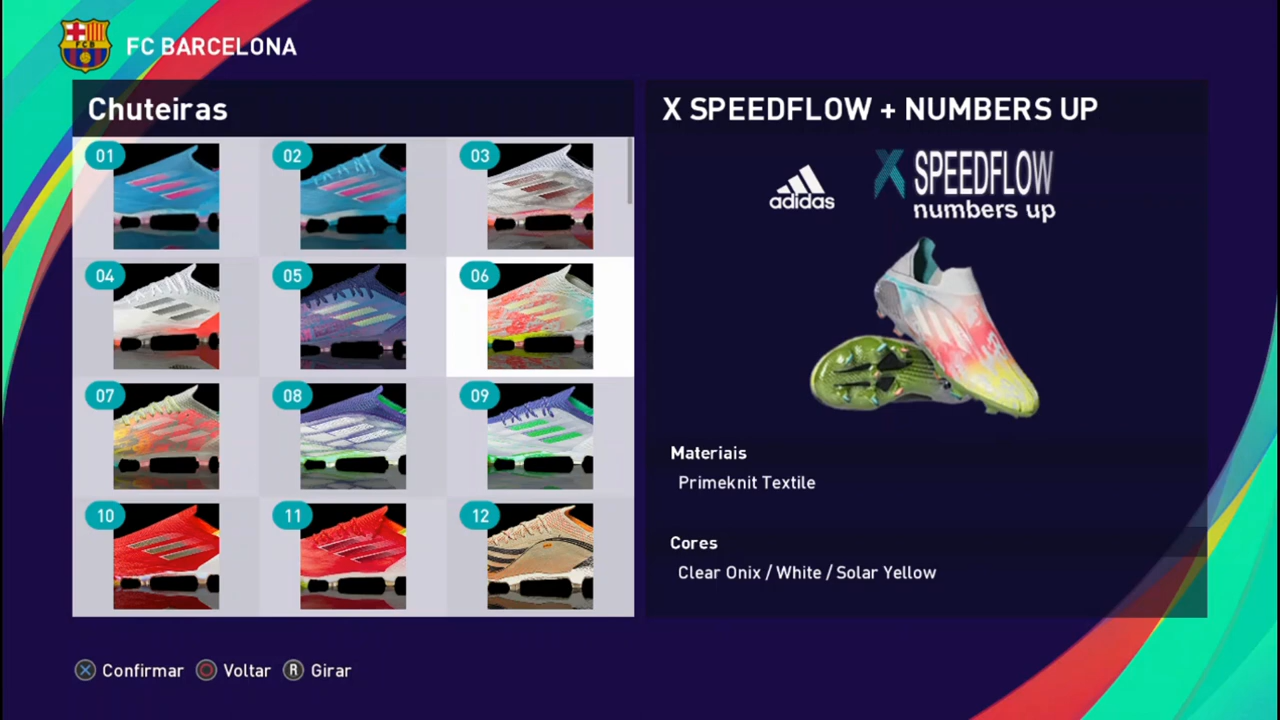 FCB
FC BARCELONA
Chuteiras
X SPEEDFLOW + NUMBERS UP
01
02
03
04
05
06
07
08
09
10
11
12
adidas
X SPEEDFLOW
numbers up
Materiais
Primeknit Textile
Cores
Clear Onix / White / Solar Yellow
Confirmar
Voltar
R Girar